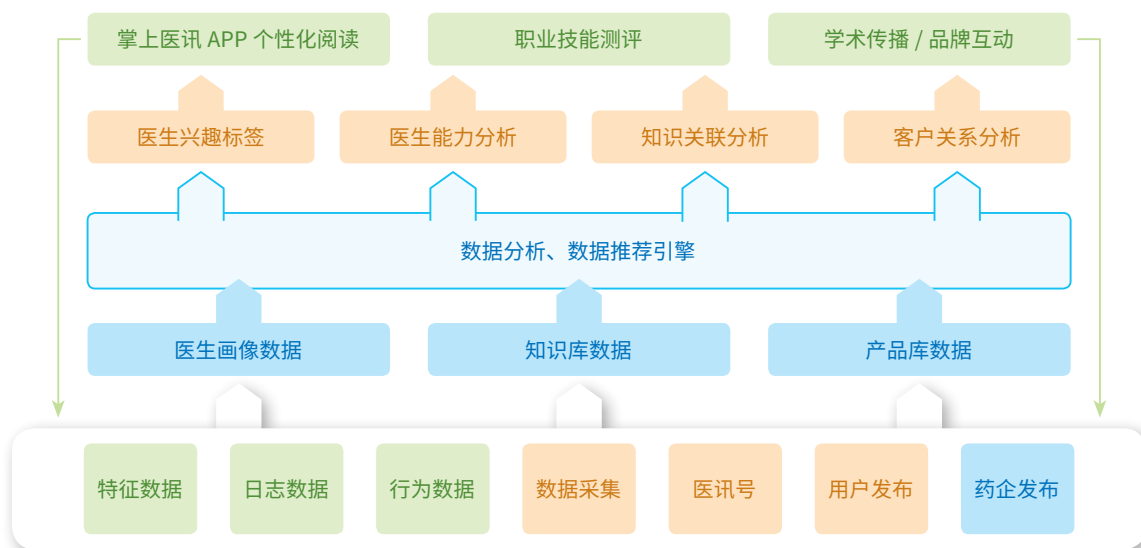 掌上医讯 APP 个性化阅读
职业技能测评
学术传播 / 品牌互动
医生兴趣标签
医生能力分析
知识关联分析
客户关系分析
数据分析、数据推荐引擎
医生画像数据
知识库数据
产品库数据
特征数据
日志数据
行为数据
数据采集
医讯号
用户发布
药企发布